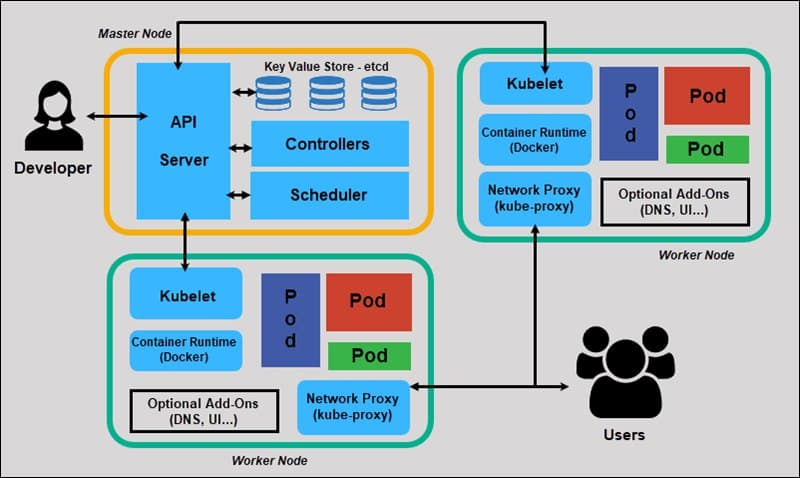 Master Node
Key Value Store - etcd
API
Server
Controllers
Scheduler
Developer
Kubelet
Container Runtime
(Docker)
Network Proxy
(kube-proxy)
P
o
d
Pod
Pod
Optional Add-Ons
(DNS, UI...)
Worker Node
Kubelet
Container Runtime
(Docker)
P
o
d
Pod
Pod
Optional Add-Ons
(DNS, UI...)
Network Proxy
(kube-proxy)
Worker Node
Users